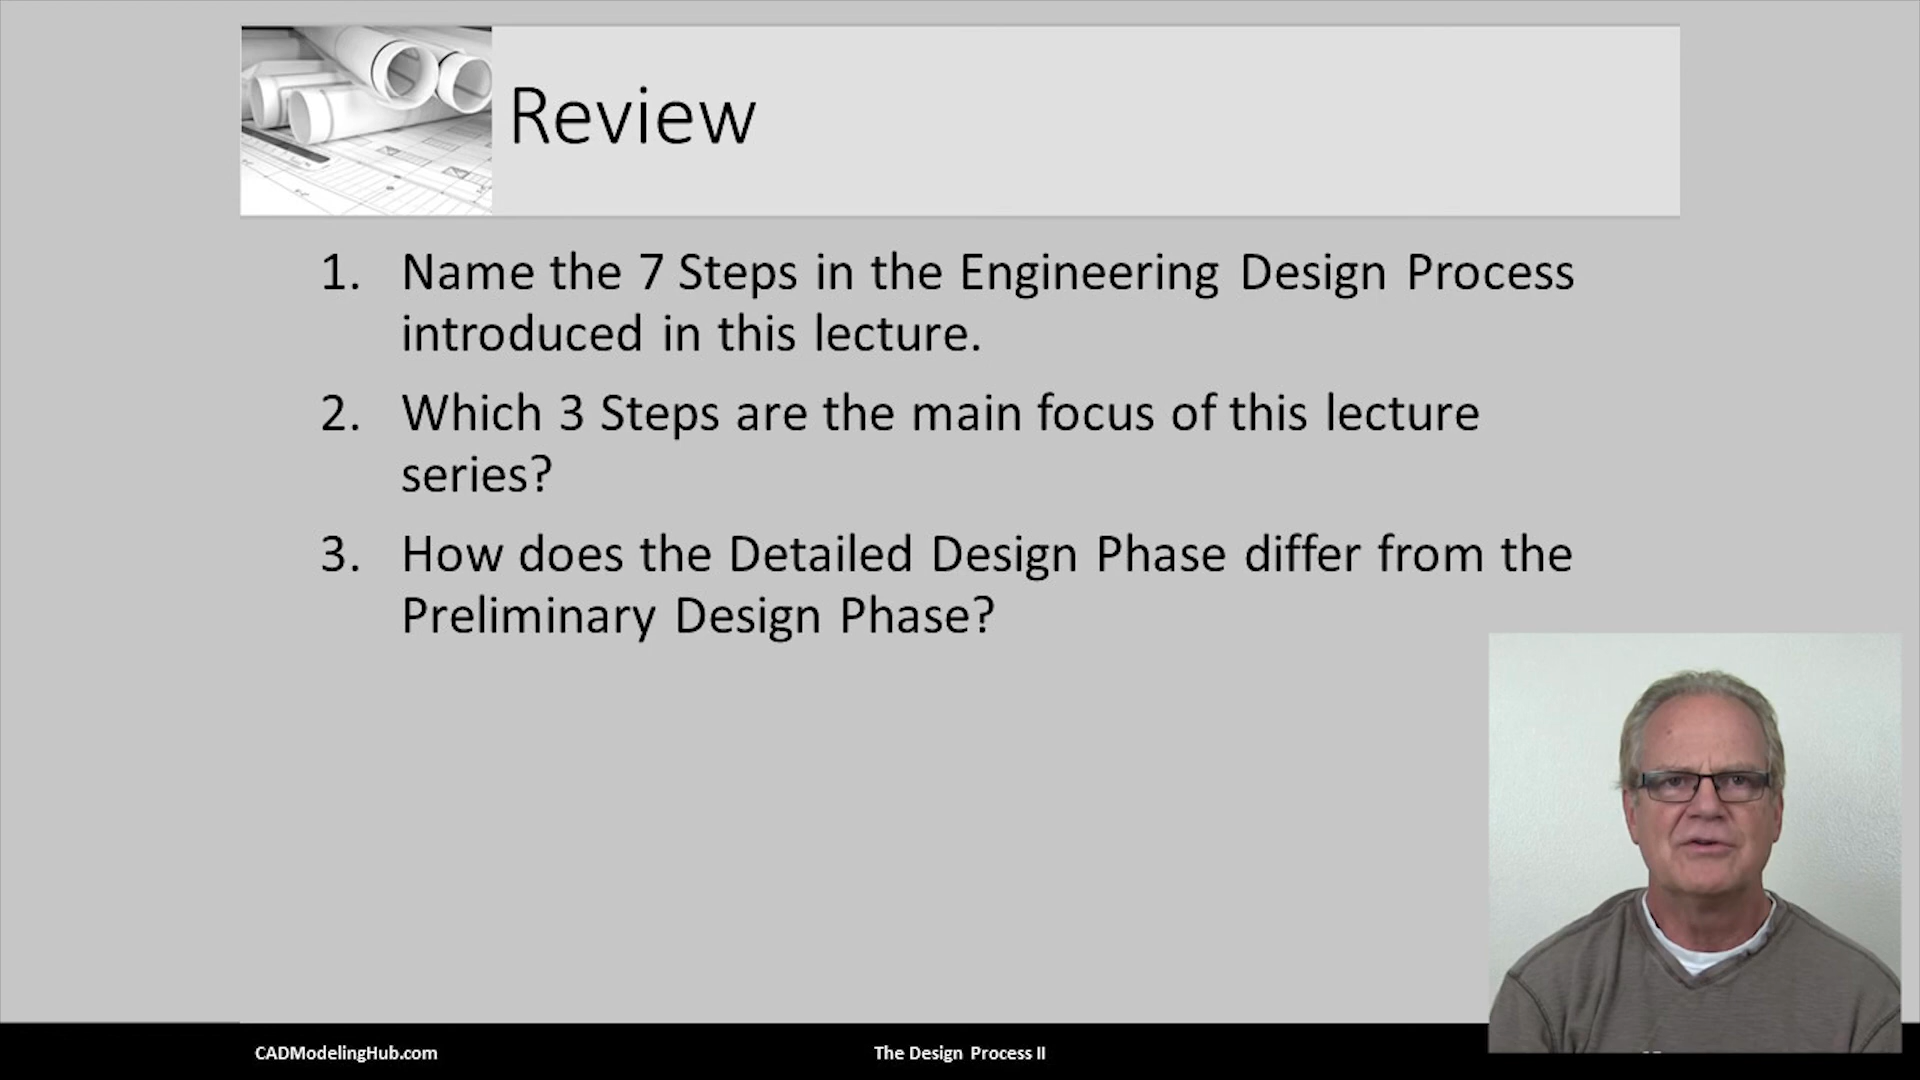 Review
1. Name the 7 Steps in the Engineering Design Process
introduced in this lecture.
2. Which 3 Steps are the main focus of this lecture
series?
3. How does the Detailed Design Phase differ from the
Preliminary Design Phase?
CADModelingHub.com
The Design Process II